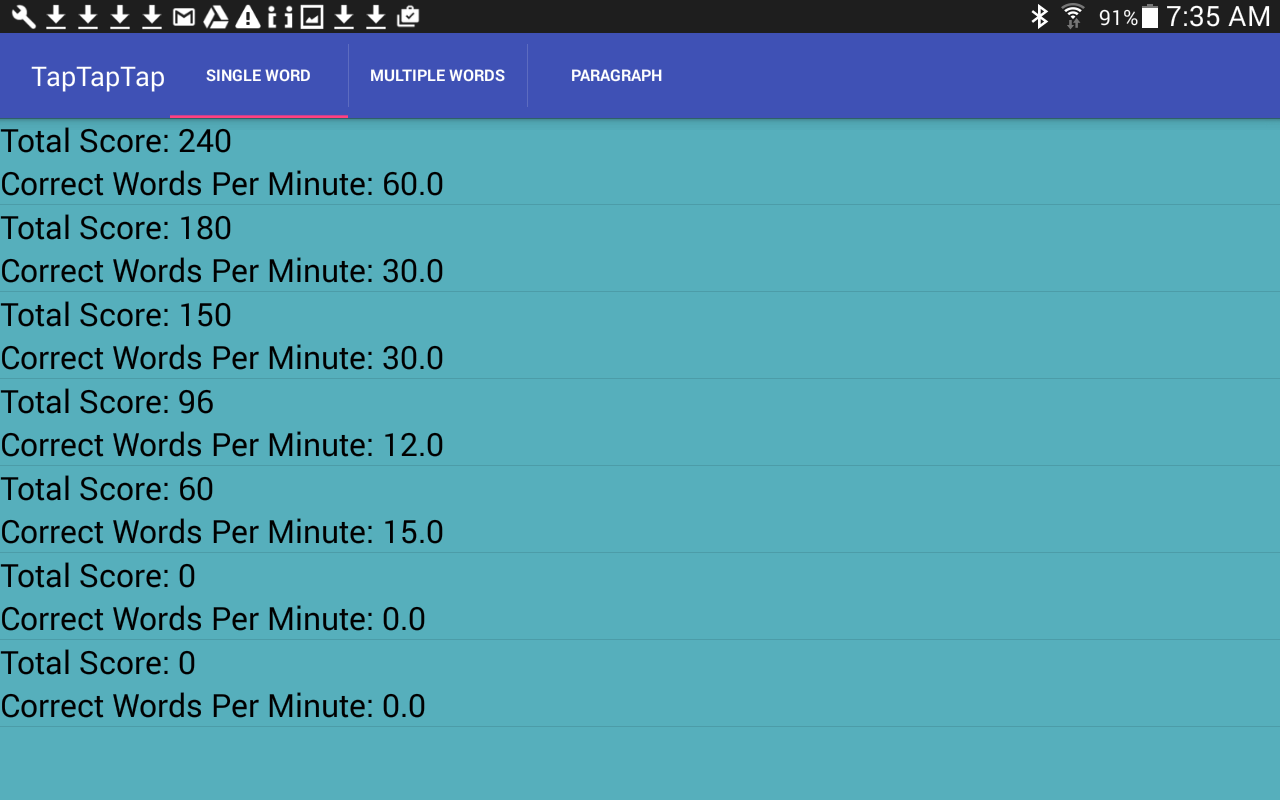 91% 7:35 AM
TapTapTap SINGLE WORD MULTIPLE WORDS PARAGRAPH
Total Score: 240
Correct Words Per Minute: 60.0
Total Score: 180
Correct Words Per Minute: 30.0
Total Score: 150
Correct Words Per Minute: 30.0
Total Score: 96
Correct Words Per Minute: 12.0
Total Score: 60
Correct Words Per Minute: 15.0
Total Score: 0
Correct Words Per Minute: 0.0
Total Score: 0
Correct Words Per Minute: 0.0